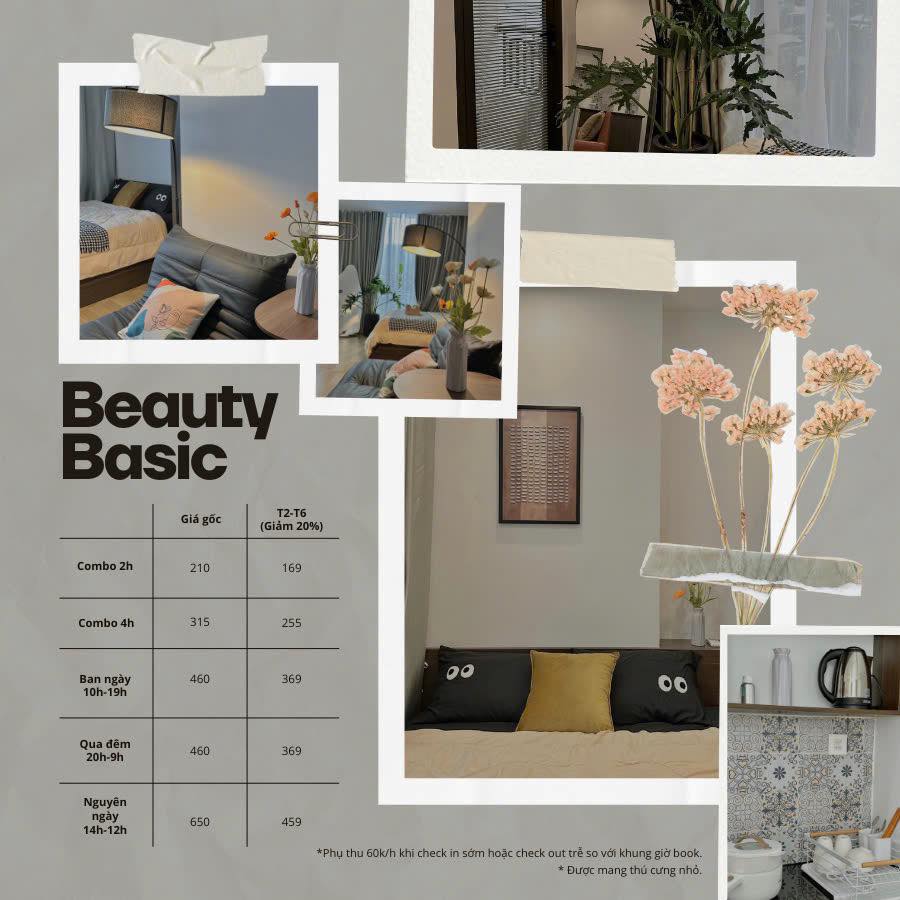 Beauty
Basic
Giá gốc
T2-T6
(Giảm 20%)
Combo 2h
210
169
Combo 4h
315
255
Ban ngày
10h-19h
460
369
Qua đêm
20h-9h
460
369
Nguyên
ngày
14h-12h
650
459
*Phụ thu 60k/h khi check in sớm hoặc check out trễ so với khung giờ book.
* Được mang thú cưng nhỏ.